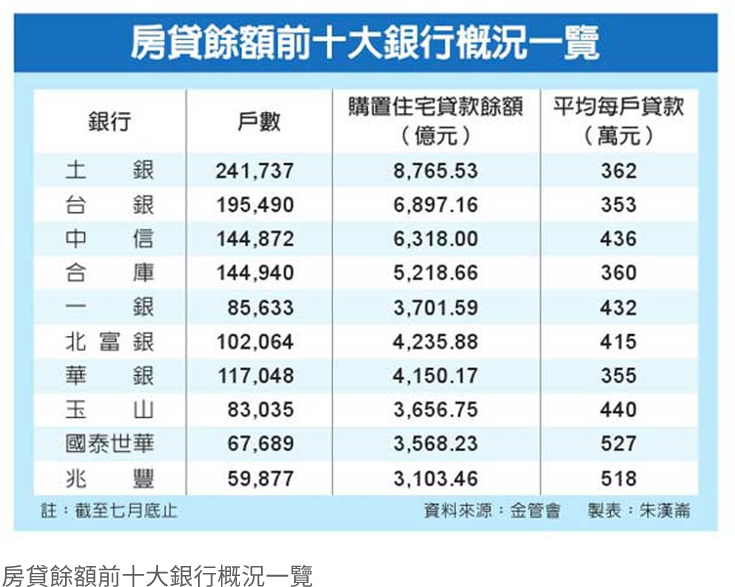 房貸餘額前十大銀行概況一覽
銀行 戶數 購置住宅貸款餘額（億元） 平均每戶貸款（萬元）
土銀 241,737 8,765.53 362
台銀 195,490 6,897.16 353
中信 144,872 6,318.00 436
合庫 144,940 5,218.66 360
一銀 85,633 3,701.59 432
北富銀 102,064 4,235.88 415
華銀 117,048 4,150.17 355
玉山 83,035 3,656.75 440
國泰世華 67,689 3,568.23 527
兆豐 59,877 3,103.46 518
註：截至七月底止 資料來源：金管會 製表：朱漢崙
房貸餘額前十大銀行概況一覽